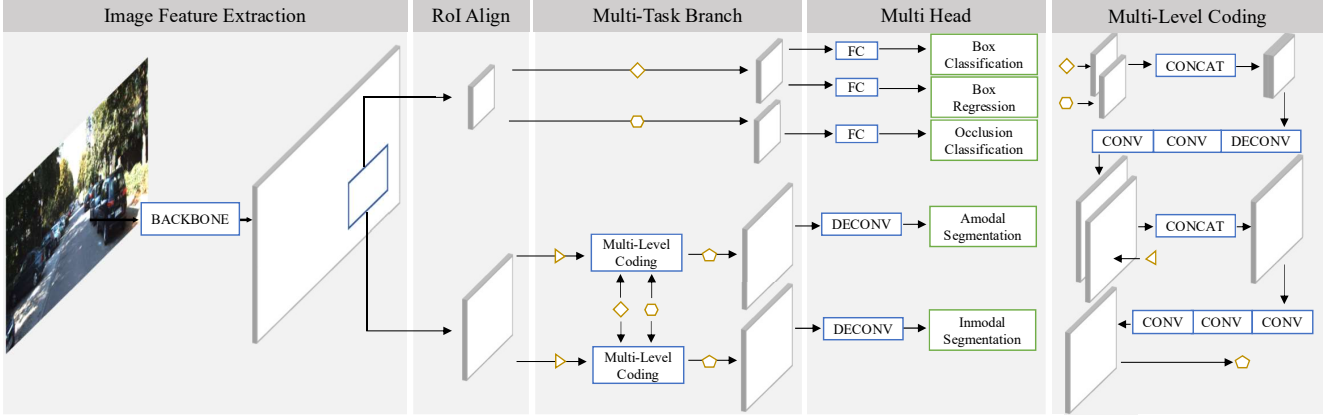 Image Feature Extraction
RoI Align
Multi-Task Branch
Multi Head
Multi-Level Coding
BACKBONE
FC
FC
FC
Box
Classification
Box
Regression
Occlusion
Classification
Multi-Level
Coding
Multi-Level
Coding
DECONV
DECONV
Amodal
Segmentation
Inmodal
Segmentation
CONCAT
CONV CONV DECONV
CONCAT
CONV CONV CONV